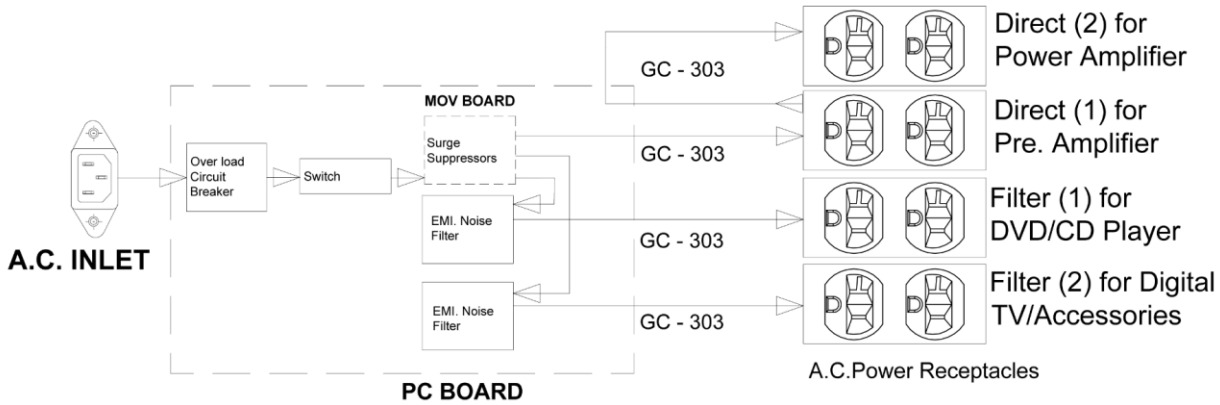 Direct (2) for
Power Amplifier
GC - 303
MOV BOARD
Direct (1) for
Pre. Amplifier
Surge
Suppressors
GC - 303
Over load
Circuit
Breaker
Switch
A.C. INLET
EMI. Noise
Filter
Filter (1) for
DVD/CD Player
GC - 303
EMI. Noise
Filter
Filter (2) for Digital
TV/Accessories
GC - 303
A.C.Power Receptacles
PC BOARD